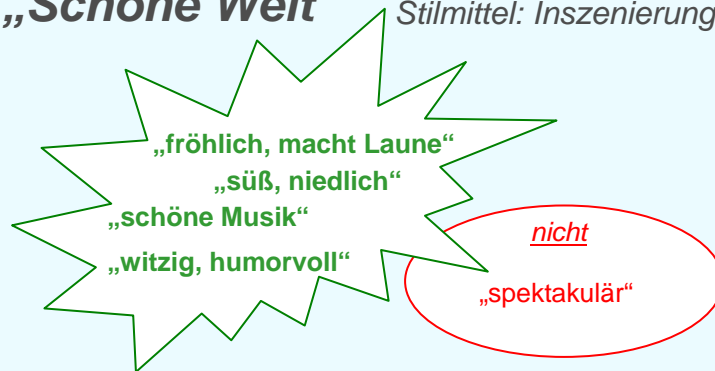 „Schöne Welt Stilmittel: Inszenierung
„fröhlich, macht Laune“
„süß, niedlich“
„schöne Musik“
„witzig, humorvoll“
nicht
„spektakulär“